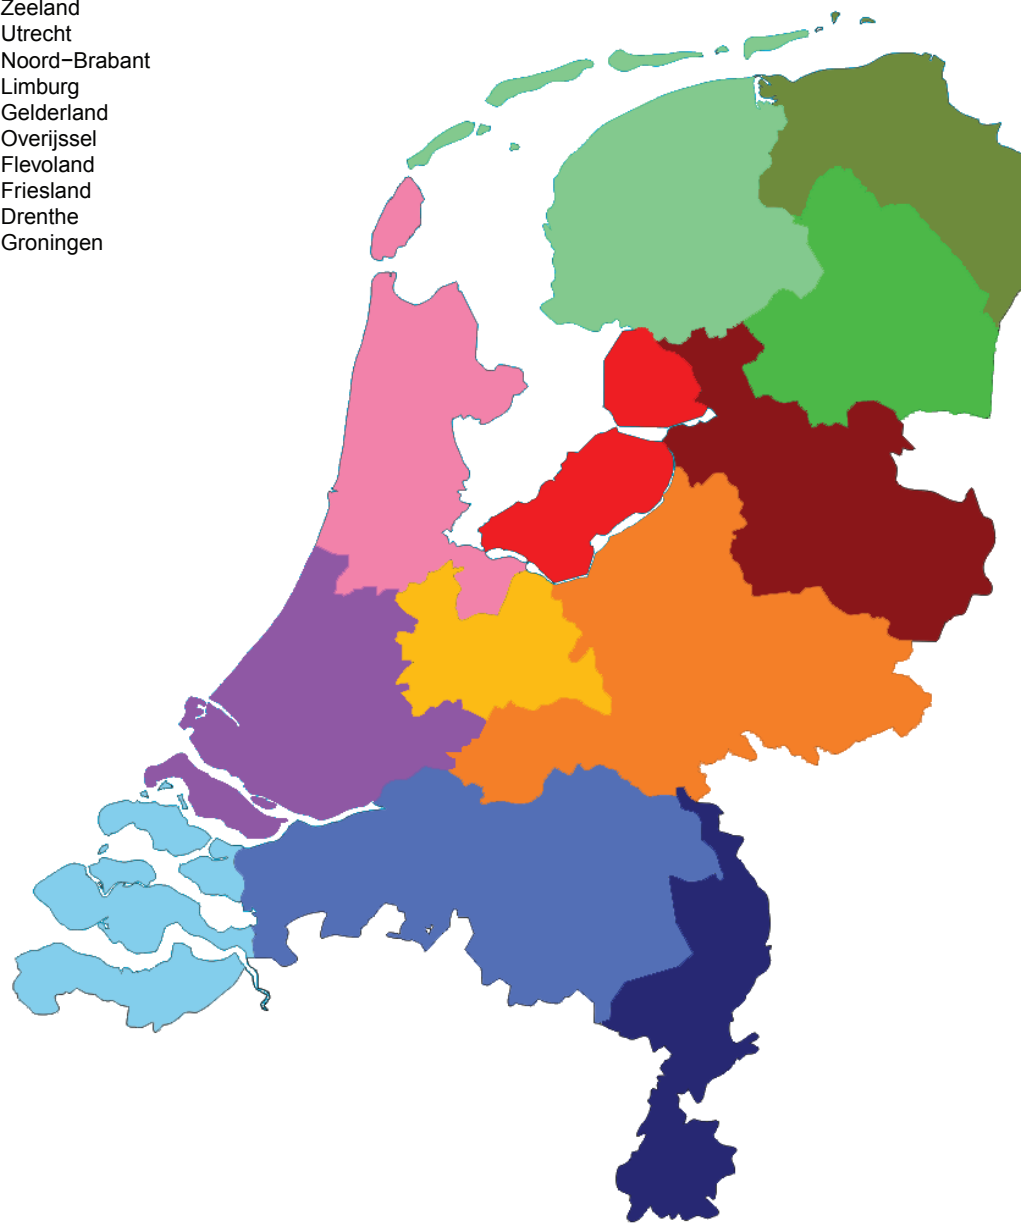 Zeeland
Utrecht
Noord−Brabant
Limburg
Gelderland
Overijssel
Flevoland
Friesland
Drenthe
Groningen